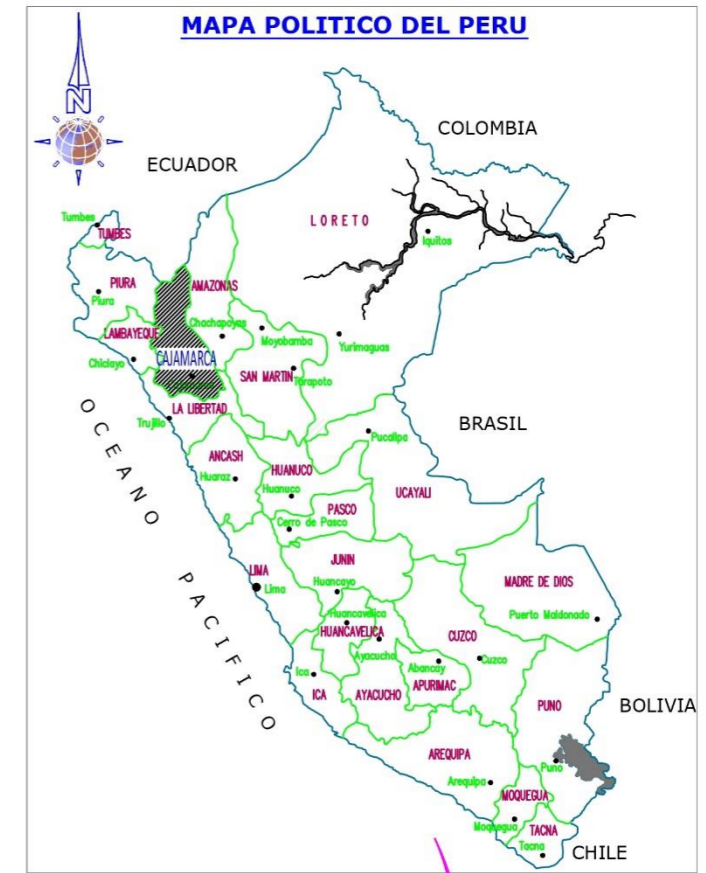 MAPA POLITICO DEL PERU
N
COLOMBIA
ECUADOR
Tumbes
TUMBES
LORETO
Iquitos
PIURA
Piura
AMAZONAS
LAMBAYEQUE
Chachapoyas
Moyobamba
Yurimaguas
Chiclayo
CAJAMARCA
SAN MARTIN
Tarapoto
LA LIBERTAD
Trujillo
BRASIL
Pucallpa
ANCASH
Huaraz
HUANUCO
Huanuco
UCAYALI
PASCO
Cerro de Pasco
OCEANO PACIFICO
JUNIN
LIMA
Lima
Huancayo
MADRE DE DIOS
Puerto Maldonado
Huancavelica
HUANCAVELICA
CUZCO
Ayacucho
Abancay
Cuzco
Ica
ICA
AYACUCHO
APURIMAC
PUNO
BOLIVIA
AREQUIPA
Puno
Arequipa
MOQUEGUA
Moquegua
TACNA
Tacna
CHILE